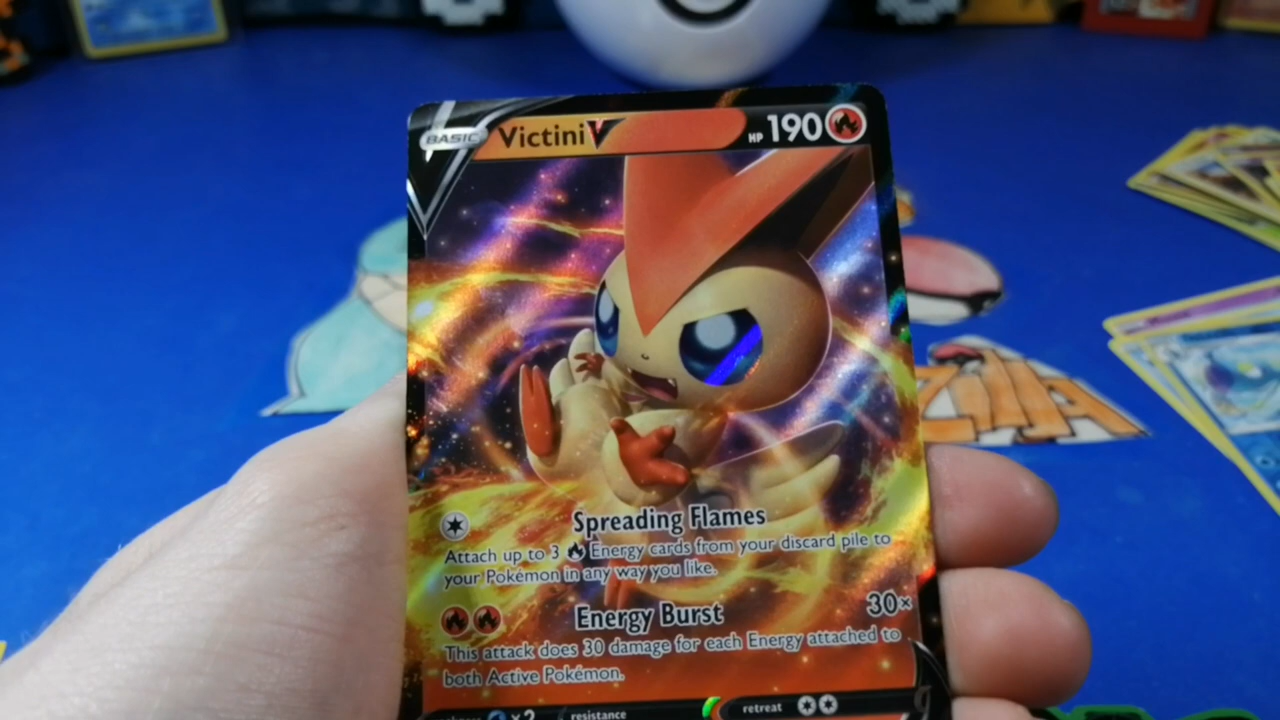 BASIC Victini V HP 190
Spreading Flames
Attach up to 3 Energy cards from your discard pile to
your Pokémon in any way you like.
Energy Burst 30×
This attack does 30 damage for each Energy attached to
both Active Pokémon.
×2 resistance retreat
ZILLA